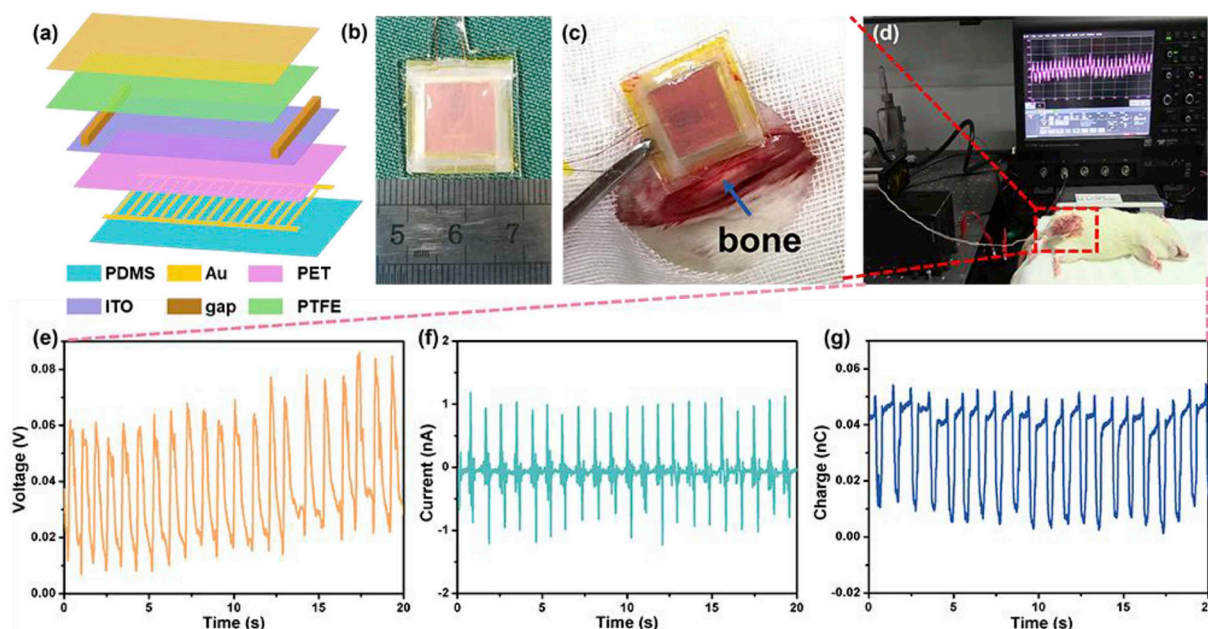 (a)
(b)
(c)
(d)
5 6 7
bone
PDMS Au PET
ITO gap PTFE
(e)
(f)
(g)
0.08
0.06
0.04
0.02
0.00
Voltage (V)
0 5 10 15 20
Time (s)
2
1
0
-1
-2
Current (nA)
0 5 10 15 20
Time (s)
0.06
0.04
0.02
0.00
-0.02
Charge (nC)
0 5 10 15 20
Time (s)